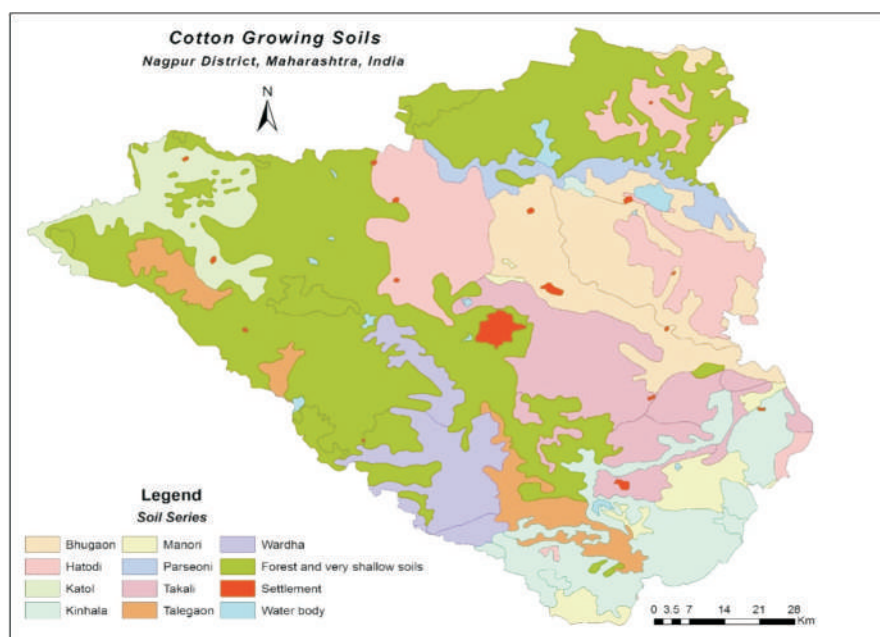 Cotton Growing Soils
Nagpur District, Maharashtra, India
N
Legend
Soil Series
Bhugaon
Manori
Wardha
Hatodi
Parseoni
Forest and very shallow soils
Katol
Takali
Settlement
Kinhala
Talegaon
Water body
0 3.5 7 14 21 28
Km